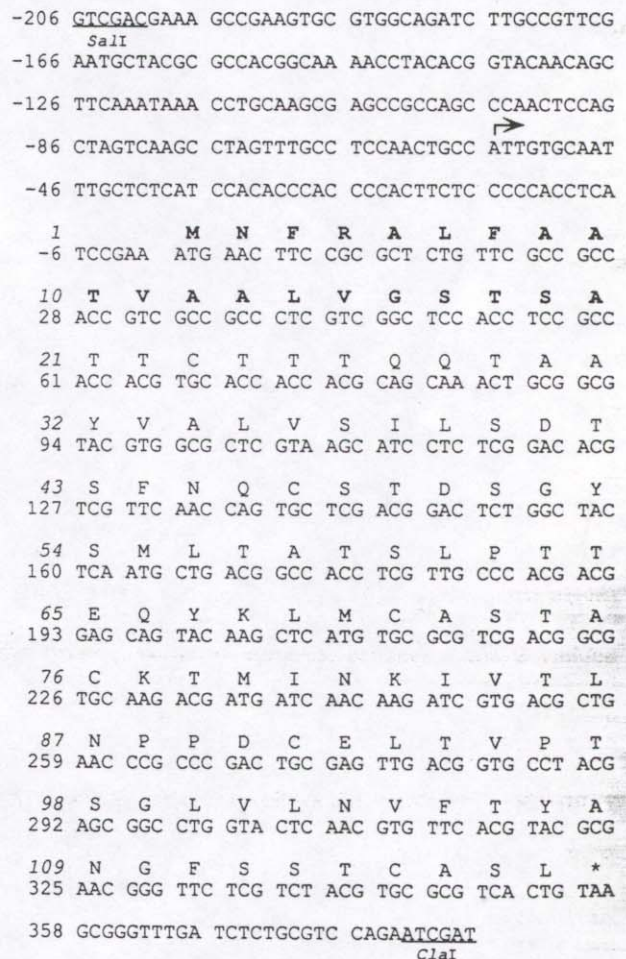 -206 GTCGACGAAA GCCGAAGTGC GTGGCAGATC TTGCCGTTCG
SalI
-166 AATGCTACGC GCCACGGCAA AACCTACACG GTACAACAGC
-126 TTCAAATAAA CCTGCAAGCG AGCCGCCAGC CCAACTCCAG
-86 CTAGTCAAGC CTAGTTTGCC TCCAACTGCC ATTGTGCAAT
-46 TTGCTCTCAT CCACACCCAC CCCACTTCTC CCCCACCTCA
1 M N F R A L F A A
-6 TCCGAA ATG AAC TTC CGC GCT CTG TTC GCC GCC
10 T V A A L V G S T S A
28 ACC GTC GCC GCC CTC GTC GGC TCC ACC TCC GCC
21 T T C T T T Q Q T A A
61 ACC ACG TGC ACC ACC ACG CAG CAA ACT GCG GCG
32 Y V A L V S I L S D T
94 TAC GTG GCG CTC GTA AGC ATC CTC TCG GAC ACG
43 S F N Q C S T D S G Y
127 TCG TTC AAC CAG TGC TCG ACG GAC TCT GGC TAC
54 S M L T A T S L P T T
160 TCA ATG CTG ACG GCC ACC TCG TTG CCC ACG ACG
65 E Q Y K L M C A S T A
193 GAG CAG TAC AAG CTC ATG TGC GCG TCG ACG GCG
76 C K T M I N K I V T L
226 TGC AAG ACG ATG ATC AAC AAG ATC GTG ACG CTG
87 N P P D C E L T V P T
259 AAC CCG CCC GAC TGC GAG TTG ACG GTG CCT ACG
98 S G L V L N V F T Y A
292 AGC GGC CTG GTA CTC AAC GTG TTC ACG TAC GCG
109 N G F S S T C A S L *
325 AAC GGG TTC TCG TCT ACG TGC GCG TCA CTG TAA
358 GCGGGTTTGA TCTCTGCGTC CAGAATCGAT
ClaI